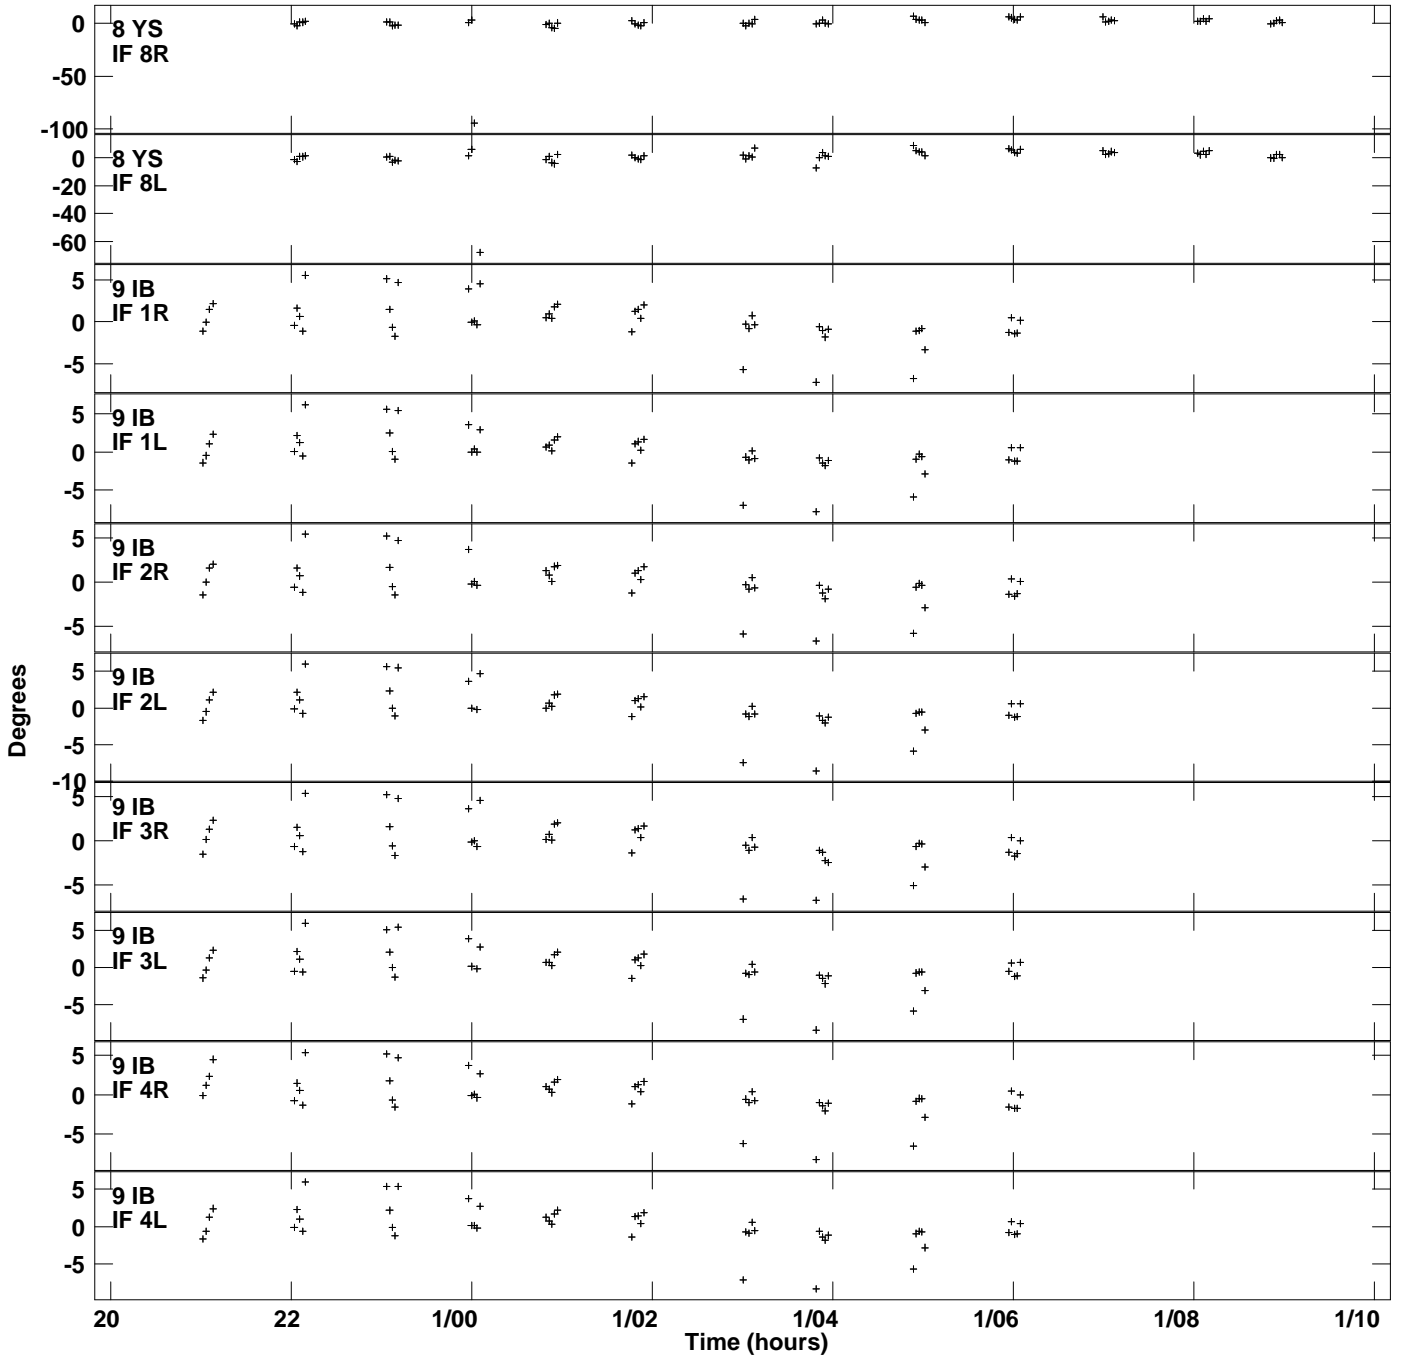 0
-50
-100
8 YS
IF 8R
0
-20
-40
-60
8 YS
IF 8L
5
0
-5
9 IB
IF 1R
5
0
-5
9 IB
IF 1L
5
0
-5
9 IB
IF 2R
5
0
-5
-10
9 IB
IF 2L
5
0
-5
9 IB
IF 3R
5
0
-5
9 IB
IF 3L
5
0
-5
9 IB
IF 4R
5
0
-5
9 IB
IF 4L
Degrees
20 22 1/00 1/02 1/04 1/06 1/08 1/10
Time (hours)